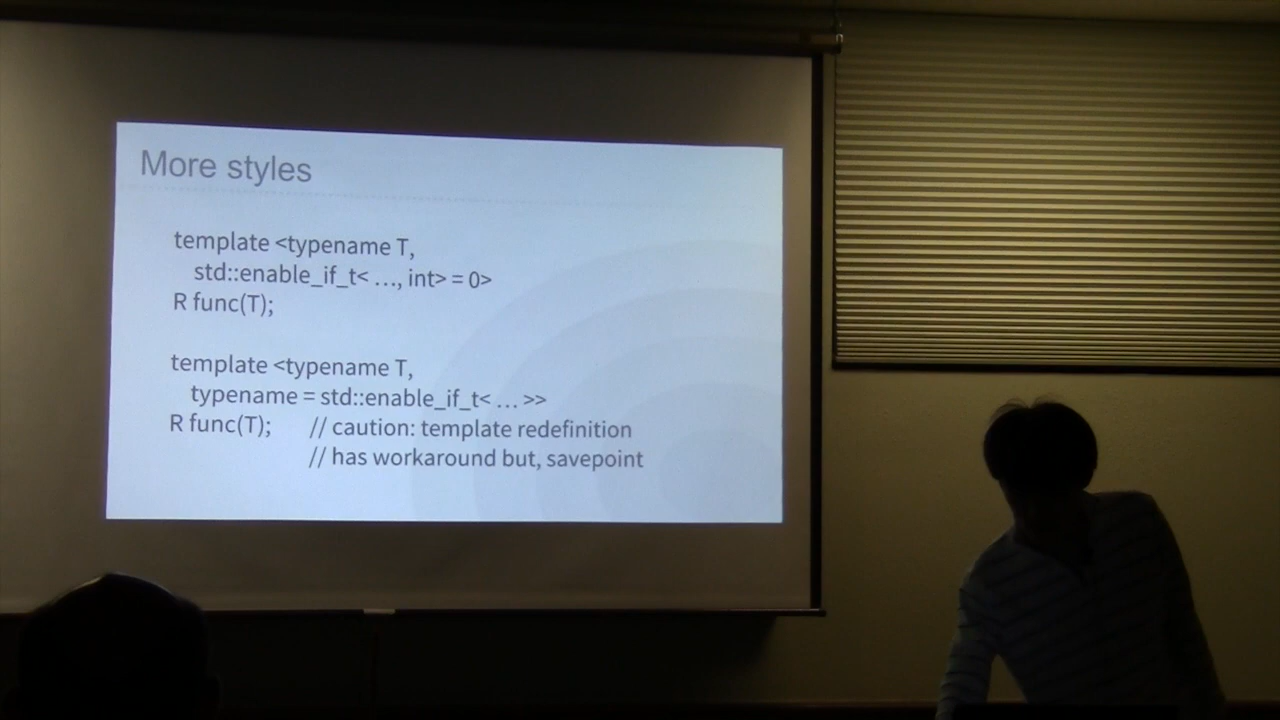 More styles
template <typename T,
std::enable_if_t< …, int> = 0>
R func(T);
template <typename T,
typename = std::enable_if_t< … >>
R func(T); // caution: template redefinition
// has workaround but, savepoint